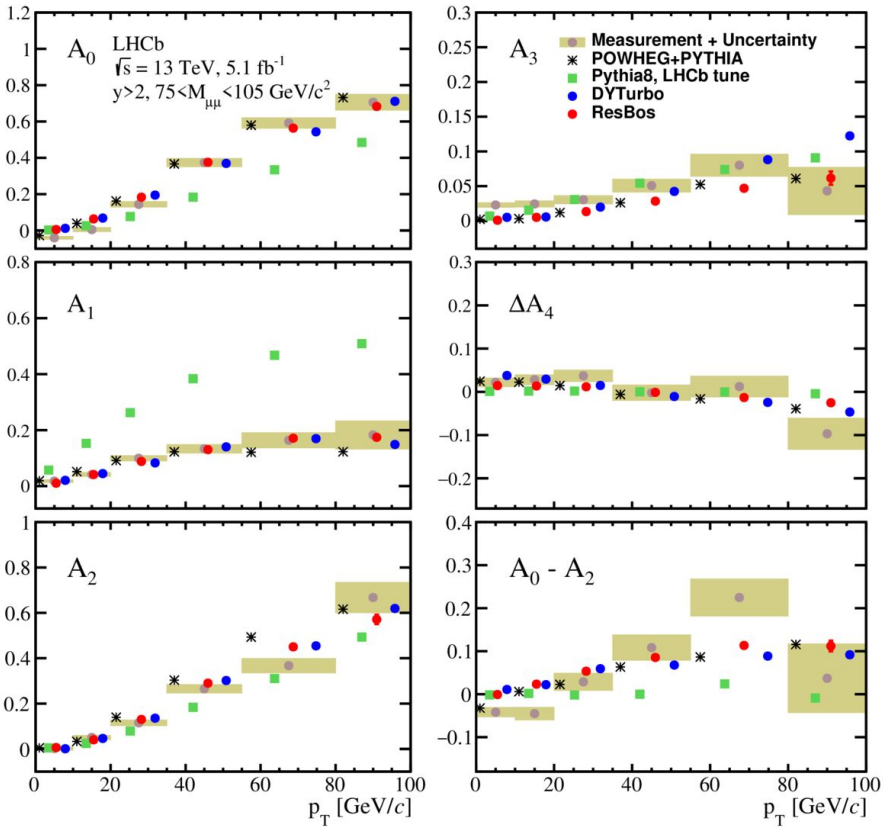 A₀
LHCb
√s = 13 TeV, 5.1 fb⁻¹
y>2, 75<M_μμ<105 GeV/c²
1.2
1
0.8
0.6
0.4
0.2
0
A₃
Measurement + Uncertainty
POWHEG+PYTHIA
Pythia8, LHCb tune
DYTurbo
ResBos
0.3
0.25
0.2
0.15
0.1
0.05
0
A₁
0.8
0.6
0.4
0.2
0
ΔA₄
0.3
0.2
0.1
0
−0.1
−0.2
A₂
1
0.8
0.6
0.4
0.2
0
0 20 40 60 80 100
p_T [GeV/c]
A₀ - A₂
0.4
0.3
0.2
0.1
0
−0.1
0 20 40 60 80 100
p_T [GeV/c]